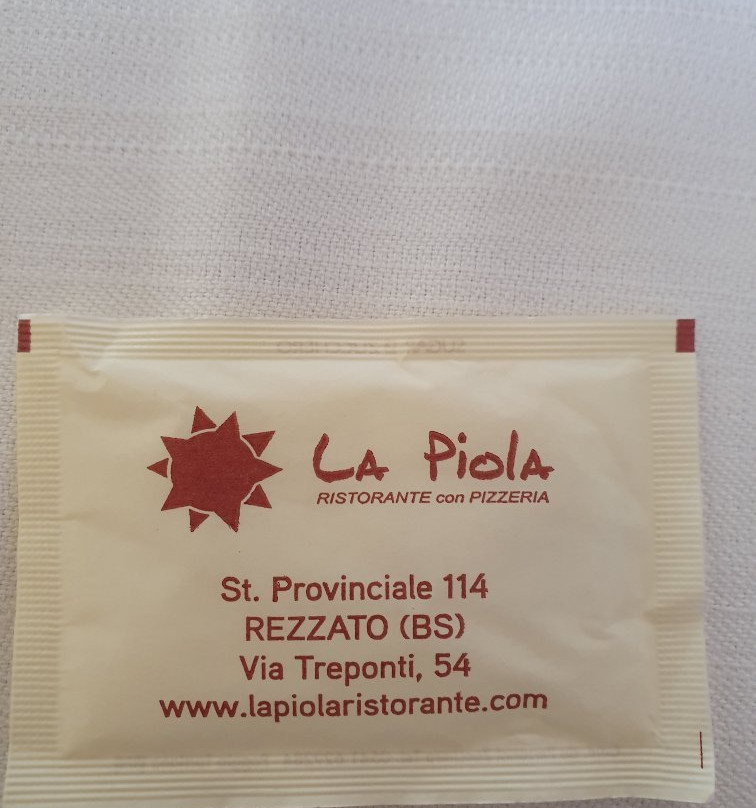 La Piola
RISTORANTE con PIZZERIA
St. Provinciale 114
REZZATO (BS)
Via Treponti, 54
www.lapiolaristorante.com